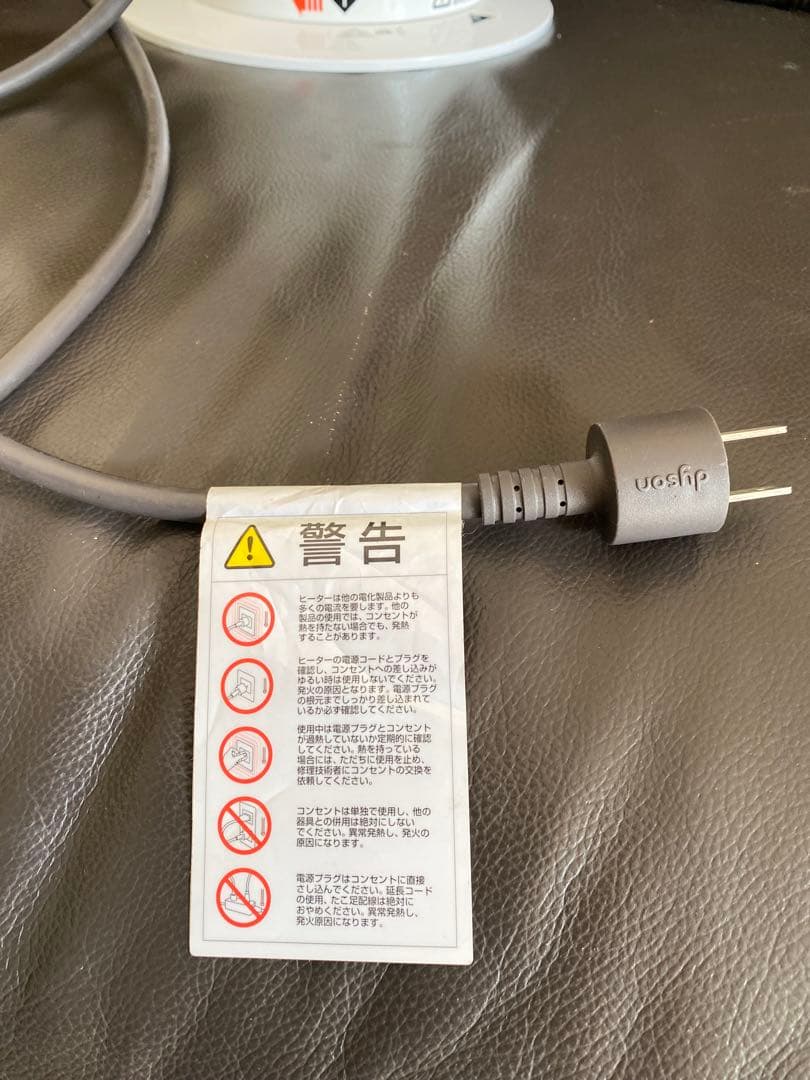 dyson
警告
ヒーターは他の電化製品よりも
多くの電流を要します。他の
製品の使用では、コンセントが
熱を持たない場合でも、発熱
することがあります。
ヒーターの電源コードとプラグを
確認し、コンセントへの差し込みが
ゆるい時は使用しないでください。
発火の原因となります。電源プラグ
の根元までしっかり差し込まれて
いるか必ず確認してください。
使用中は電源プラグとコンセント
が過熱していないか定期的に確認
してください。熱を持っている
場合には、ただちに使用を止め、
修理技術者にコンセントの交換を
依頼してください。
コンセントは単独で使用し、他の
器具との併用は絶対にしない
でください。異常発熱し、発火の
原因になります。
電源プラグはコンセントに直接
さし込んでください。延長コード
の使用、たこ足配線は絶対に
おやめください。異常発熱し、
発火原因になります。